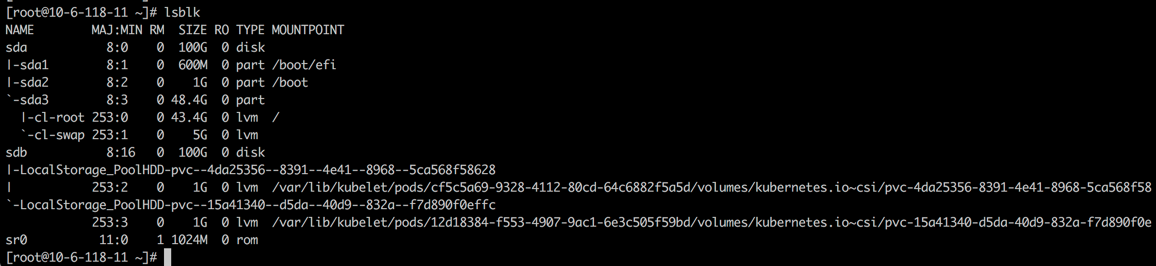 [root@10-6-118-11 ~]# lsblk
NAME        MAJ:MIN RM  SIZE RO TYPE MOUNTPOINT
sda           8:0    0  100G  0 disk
|-sda1        8:1    0  600M  0 part /boot/efi
|-sda2        8:2    0    1G  0 part /boot
`-sda3        8:3    0 48.4G  0 part
  |-cl-root 253:0    0 43.4G  0 lvm  /
  `-cl-swap 253:1    0    5G  0 lvm
sdb           8:16   0  100G  0 disk
|-LocalStorage_PoolHDD-pvc--4da25356--8391--4e41--8968--5ca568f58628
|           253:2    0    1G  0 lvm  /var/lib/kubelet/pods/cf5c5a69-9328-4112-80cd-64c6882f5a5d/volumes/kubernetes.io~csi/pvc-4da25356-8391-4e41-8968-5ca568f58
`-LocalStorage_PoolHDD-pvc--15a41340--d5da--40d9--832a--f7d890f0effc
            253:3    0    1G  0 lvm  /var/lib/kubelet/pods/12d18384-f553-4907-9ac1-6e3c505f59bd/volumes/kubernetes.io~csi/pvc-15a41340-d5da-40d9-832a-f7d890f0e
sr0          11:0    1 1024M  0 rom
[root@10-6-118-11 ~]#